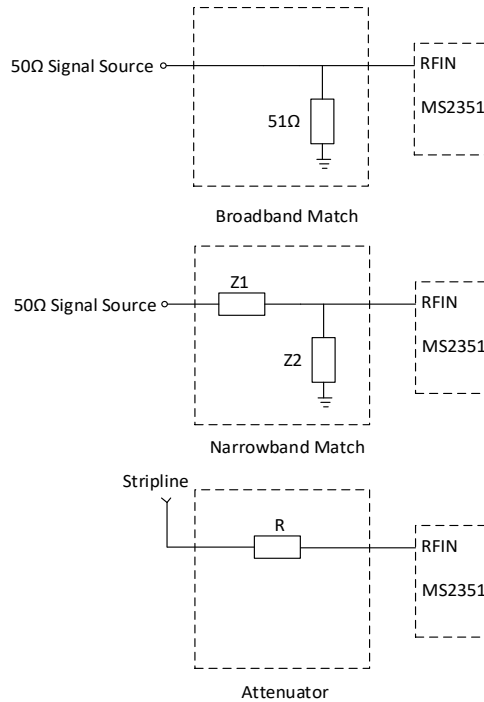 50Ω Signal Source
RFIN
51Ω
MS2351
Broadband Match
Z1
50Ω Signal Source
RFIN
Z2
MS2351
Narrowband Match
Stripline
R
RFIN
MS2351
Attenuator